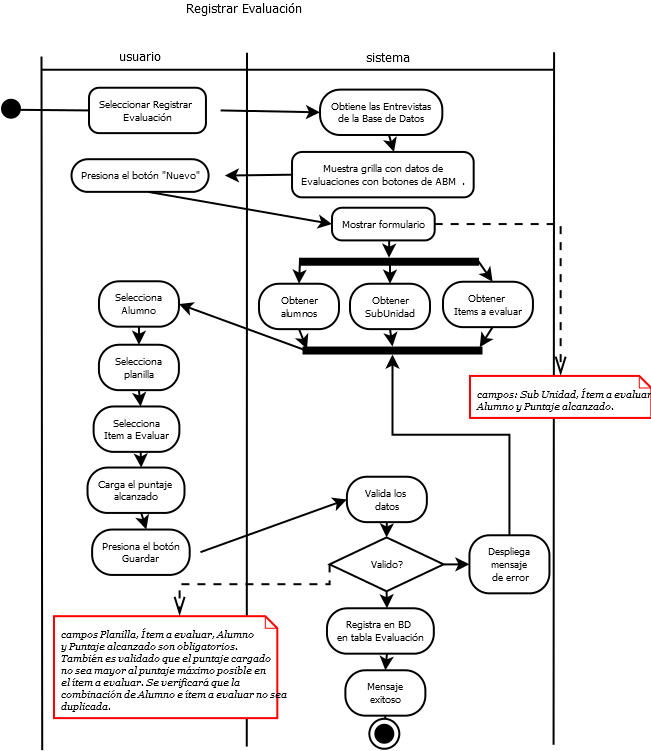 Registrar Evaluación
usuario
sistema
Seleccionar Registrar
Evaluación
Obtiene las Entrevistas
de la Base de Datos
Presiona el botón "Nuevo"
Muestra grilla con datos de
Evaluaciones con botones de ABM .
Mostrar formulario
Selecciona
Alumno
Obtener
alumnos
Obtener
SubUnidad
Obtener
Items a evaluar
Selecciona
planilla
campos: Sub Unidad, Ítem a evaluar
Alumno y Puntaje alcanzado.
Selecciona
Item a Evaluar
Carga el puntaje
alcanzado
Valida los
datos
Presiona el botón
Guardar
Valido?
Despliega
mensaje
de error
campos Planilla, Ítem a evaluar, Alumno
y Puntaje alcanzado son obligatorios.
También es validado que el puntaje cargado
no sea mayor al puntaje máximo posible en
el ítem a evaluar. Se verificará que la
combinación de Alumno e ítem a evaluar no sea
duplicada.
Registra en BD
en tabla Evaluación
Mensaje
exitoso